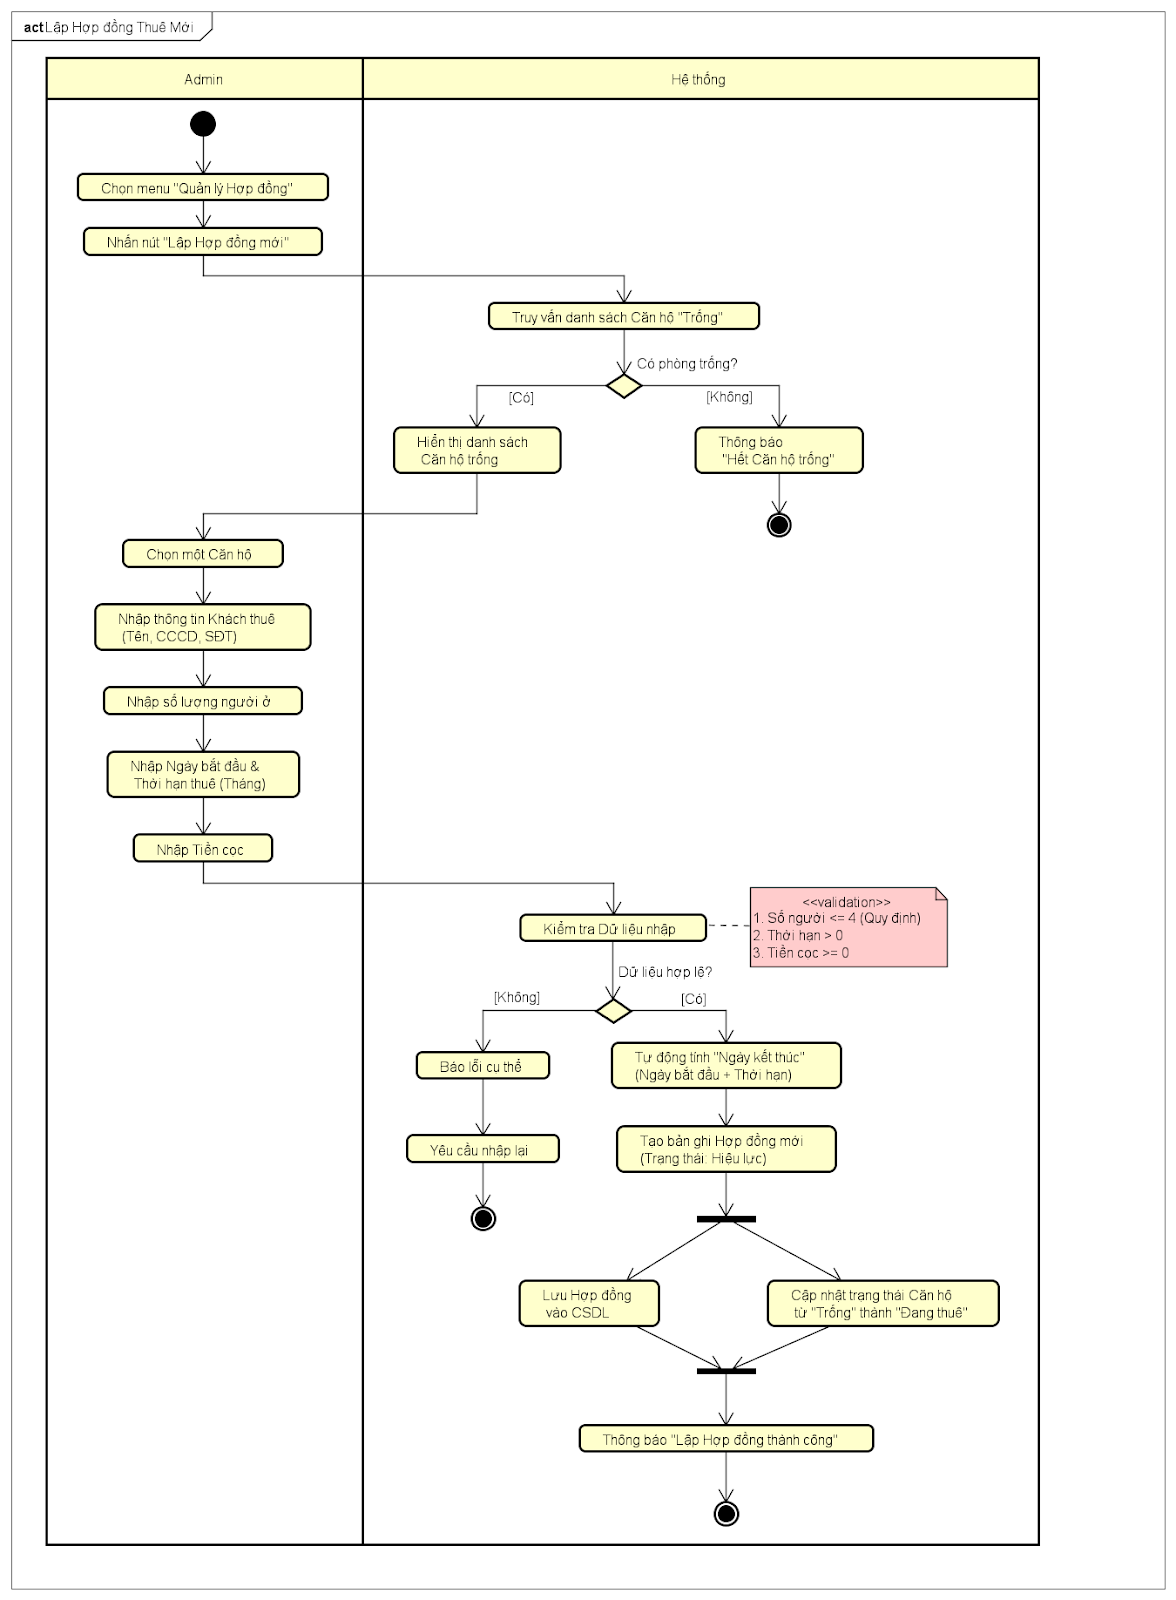 act Lập Hợp đồng Thuê Mới
Admin
Hệ thống
Chọn menu "Quản lý Hợp đồng"
Nhấn nút "Lập Hợp đồng mới"
Truy vấn danh sách Căn hộ "Trống"
Có phòng trống?
[Có]
[Không]
Hiển thị danh sách
Căn hộ trống
Thông báo
"Hết Căn hộ trống"
Chọn một Căn hộ
Nhập thông tin Khách thuê
(Tên, CCCD, SĐT)
Nhập số lượng người ở
Nhập Ngày bắt đầu &
Thời hạn thuê (Tháng)
Nhập Tiền cọc
Kiểm tra Dữ liệu nhập
<<validation>>
1. Số người <= 4 (Quy định)
2. Thời hạn > 0
3. Tiền cọc >= 0
Dữ liệu hợp lệ?
[Không]
[Có]
Báo lỗi cụ thể
Tự động tính "Ngày kết thúc"
(Ngày bắt đầu + Thời hạn)
Yêu cầu nhập lại
Tạo bản ghi Hợp đồng mới
(Trạng thái: Hiệu lực)
Lưu Hợp đồng
vào CSDL
Cập nhật trạng thái Căn hộ
từ "Trống" thành "Đang thuê"
Thông báo "Lập Hợp đồng thành công"